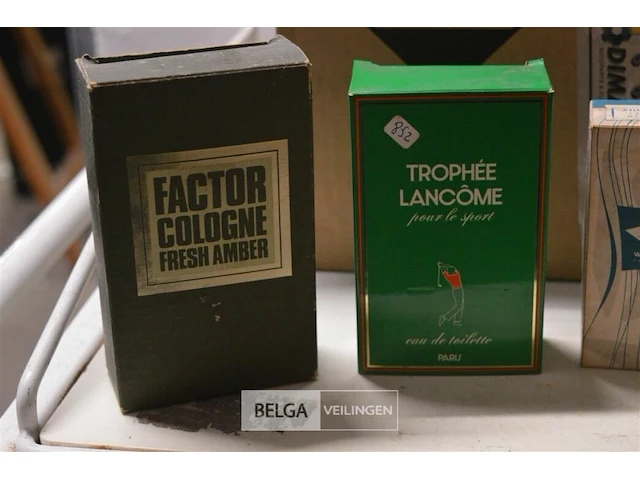 FACTOR
COLOGNE
FRESH AMBER
852
TROPHÉE
LANCÔME
pour le sport
eau de toilette
PARIS
BELGA VEILINGEN